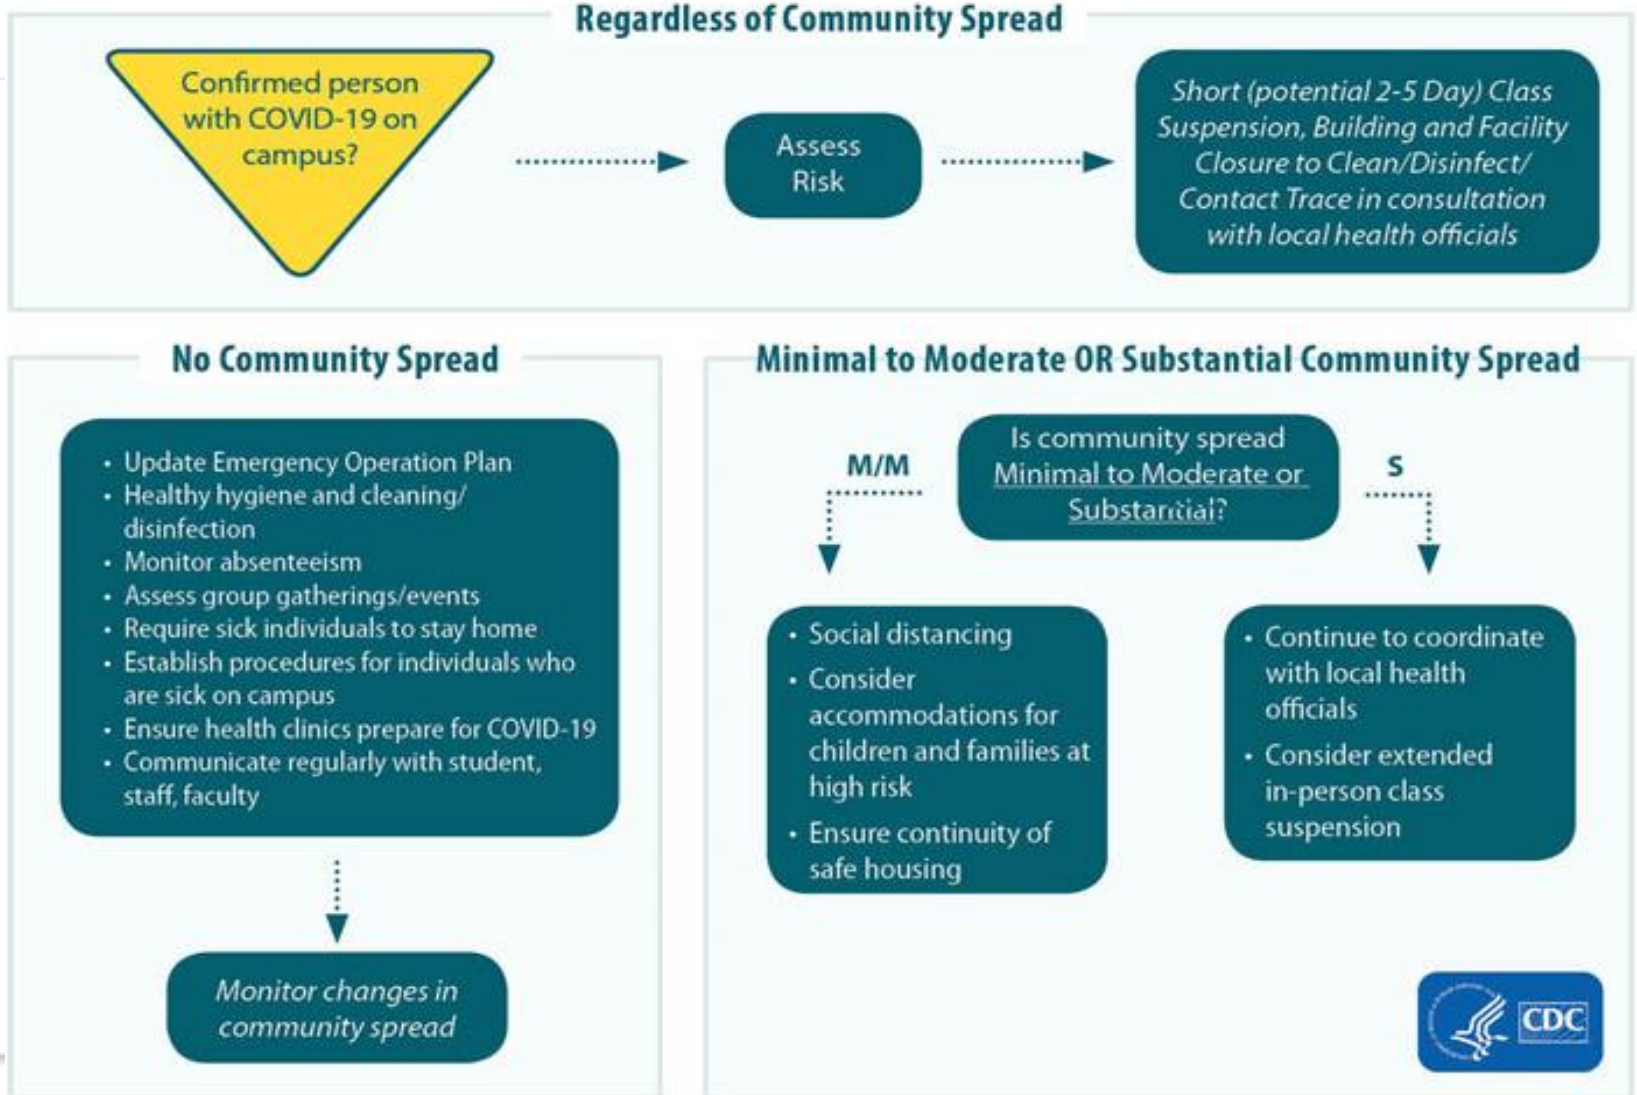 Regardless of Community Spread
Confirmed person
with COVID-19 on
campus?
Assess
Risk
Short (potential 2-5 Day) Class
Suspension, Building and Facility
Closure to Clean/Disinfect/
Contact Trace in consultation
with local health officials
No Community Spread
• Update Emergency Operation Plan
• Healthy hygiene and cleaning/
disinfection
• Monitor absenteeism
• Assess group gatherings/events
• Require sick individuals to stay home
• Establish procedures for individuals who
are sick on campus
• Ensure health clinics prepare for COVID-19
• Communicate regularly with student,
staff, faculty
Monitor changes in
community spread
Minimal to Moderate OR Substantial Community Spread
Is community spread
Minimal to Moderate or
Substantial?
M/M
S
• Social distancing
• Consider
accommodations for
children and families at
high risk
• Ensure continuity of
safe housing
• Continue to coordinate
with local health
officials
• Consider extended
in-person class
suspension
CDC